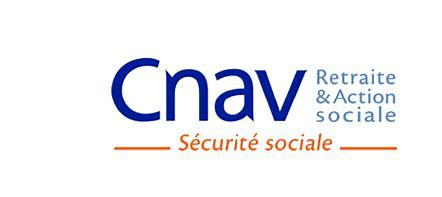 Cnav
Retraite
&Action
sociale
Sécurité sociale